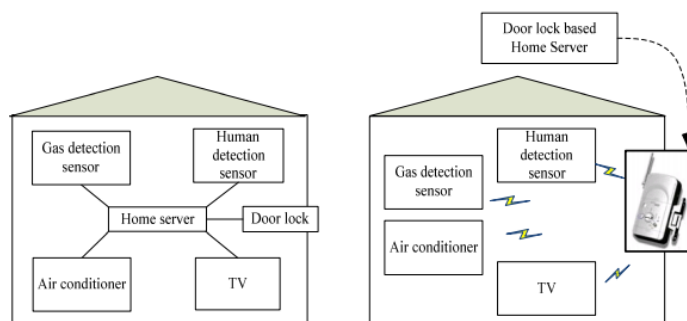 Door lock based
Home Server
Gas detection
sensor
Human
detection
sensor
Home server
Door lock
Air conditioner
TV
Human
detection
sensor
Gas detection
sensor
Air conditioner
TV